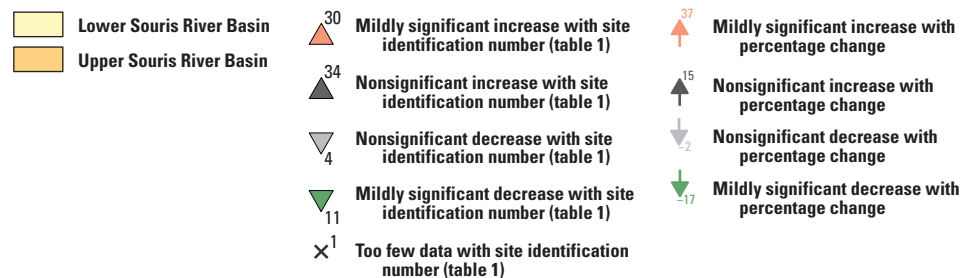 Lower Souris River Basin
Upper Souris River Basin
30
Mildly significant increase with site
identification number (table 1)
34
Nonsignificant increase with site
identification number (table 1)
4
Nonsignificant decrease with site
identification number (table 1)
11
Mildly significant decrease with site
identification number (table 1)
1
Too few data with site identification
number (table 1)
37
Mildly significant increase with
percentage change
15
Nonsignificant increase with
percentage change
−2
Nonsignificant decrease with
percentage change
−17
Mildly significant decrease with
percentage change